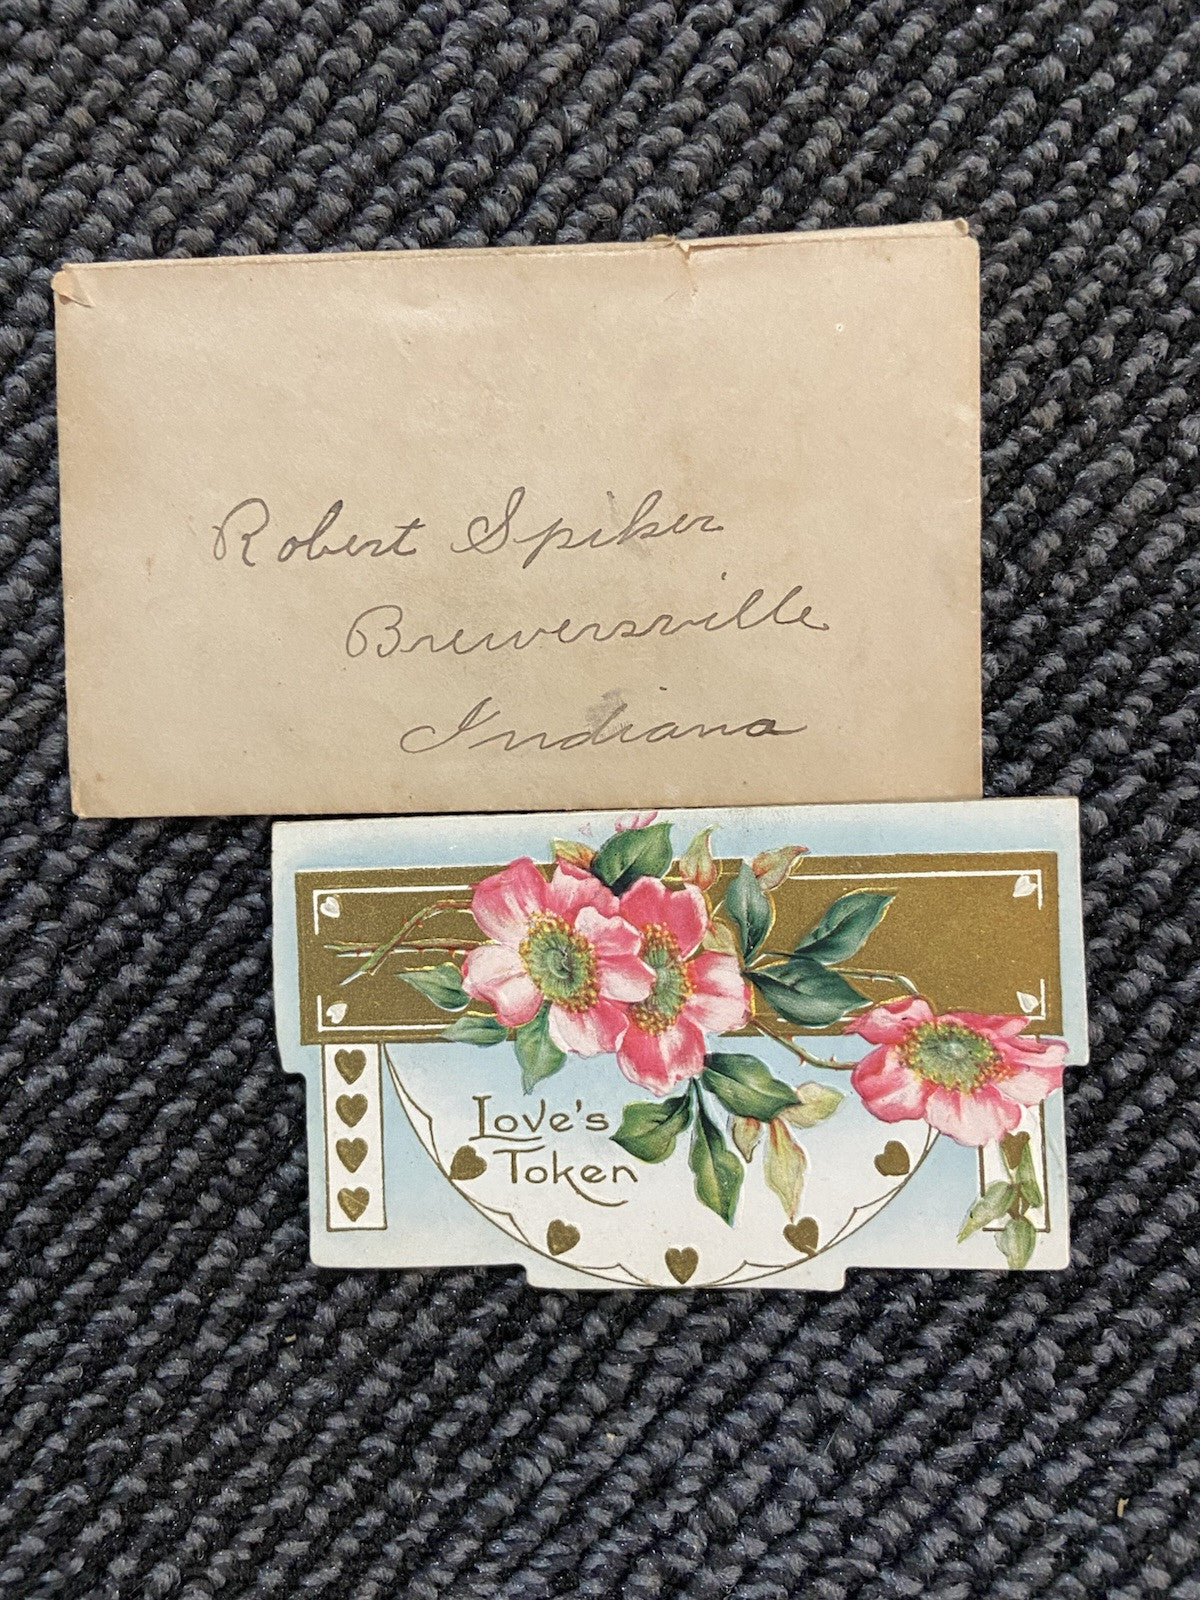 Robert Spiker
Brewersville
Indiana
Love's
Token